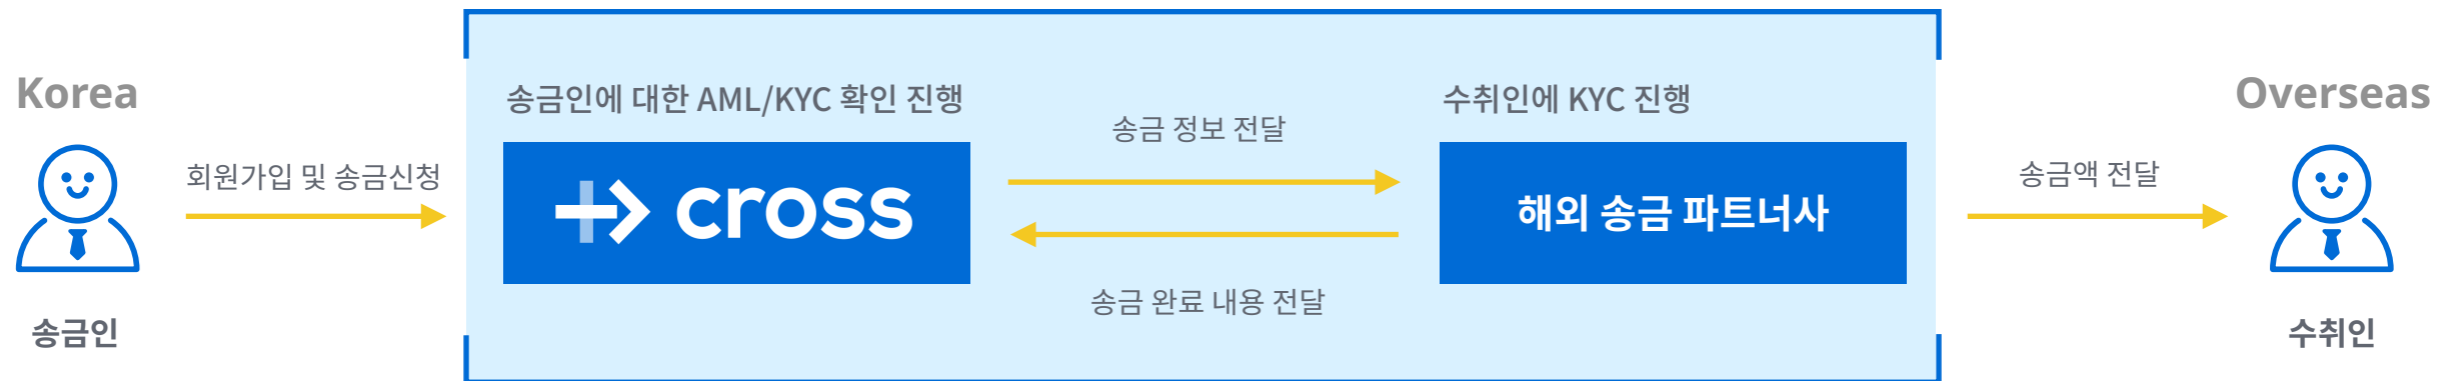 Korea
회원가입 및 송금신청
송금인
송금인에 대한 AML/KYC 확인 진행
cross
송금 정보 전달
송금 완료 내용 전달
수취인에 KYC 진행
해외 송금 파트너사
송금액 전달
Overseas
수취인